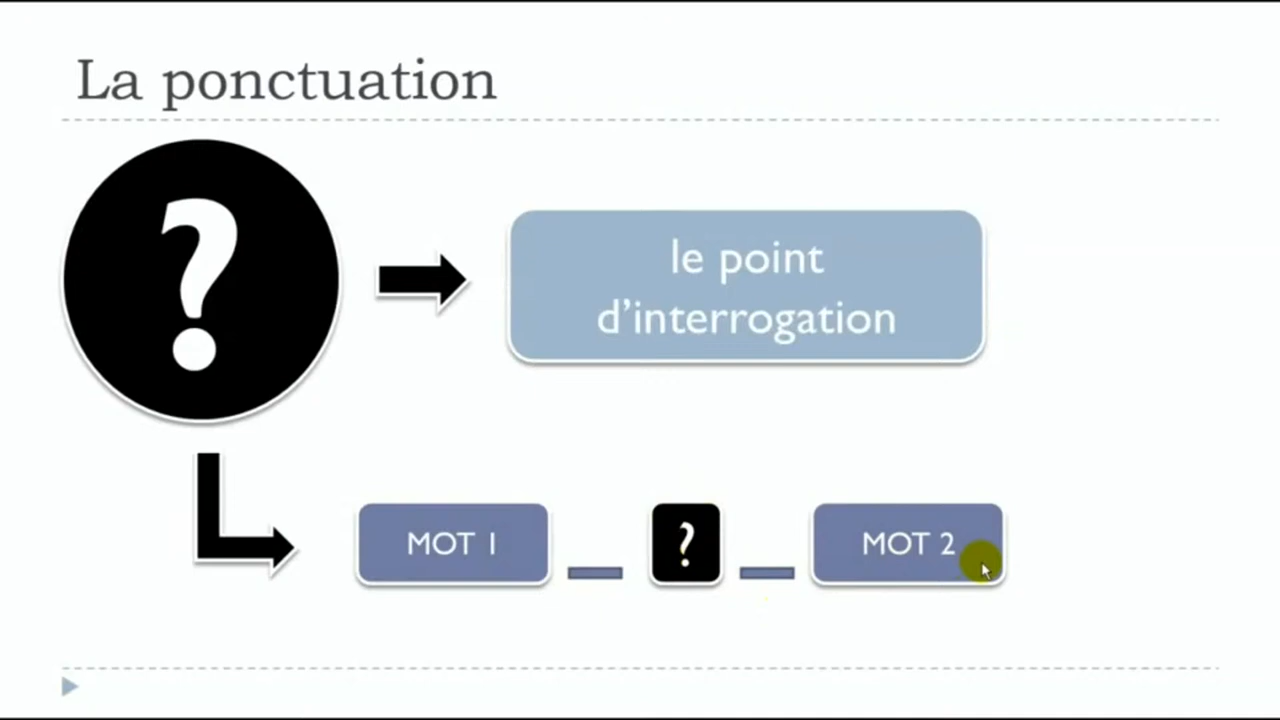 La ponctuation
?
le point
d’interrogation
MOT 1 _ ? _ MOT 2